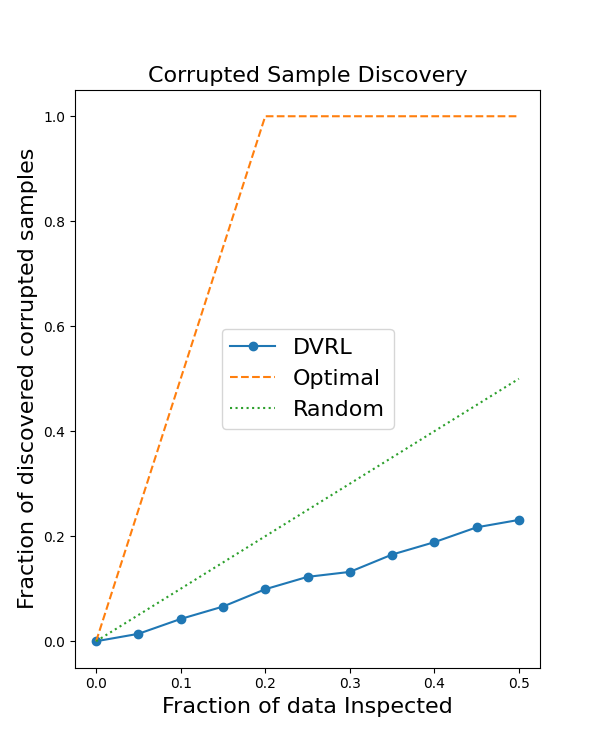 Corrupted Sample Discovery
Fraction of discovered corrupted samples
1.0
0.8
0.6
0.4
0.2
0.0
DVRL
Optimal
Random
0.0 0.1 0.2 0.3 0.4 0.5
Fraction of data Inspected